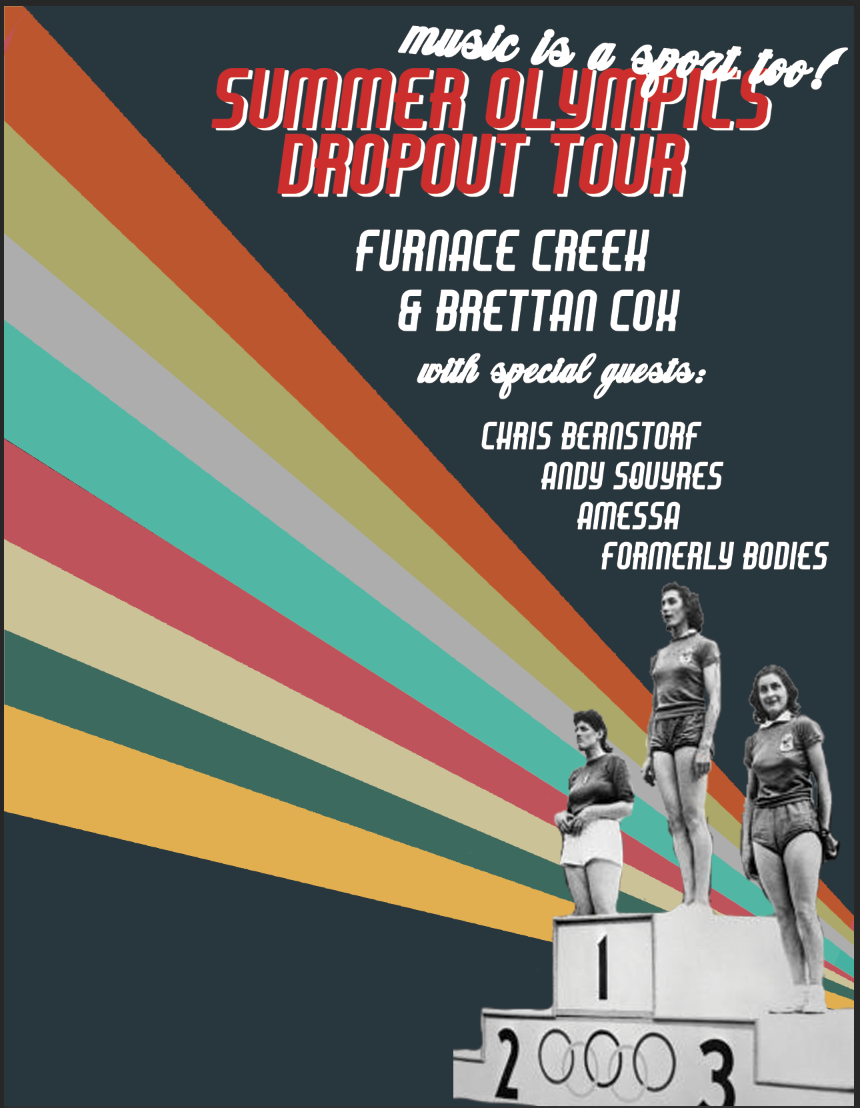 music is a sport too!
SUMMER OLYMPICS
DROPOUT TOUR
FURNACE CREEK
& BRETTAN COX
with special guests:
CHRIS BERNSTORF
ANDY SQUYRES
AMESSA
FORMERLY BODIES
1
2 3